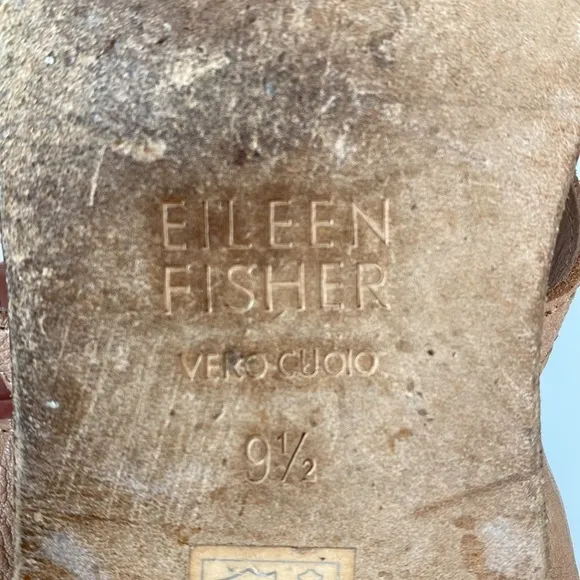 EILEEN
FISHER
VERO CUOIO
9½